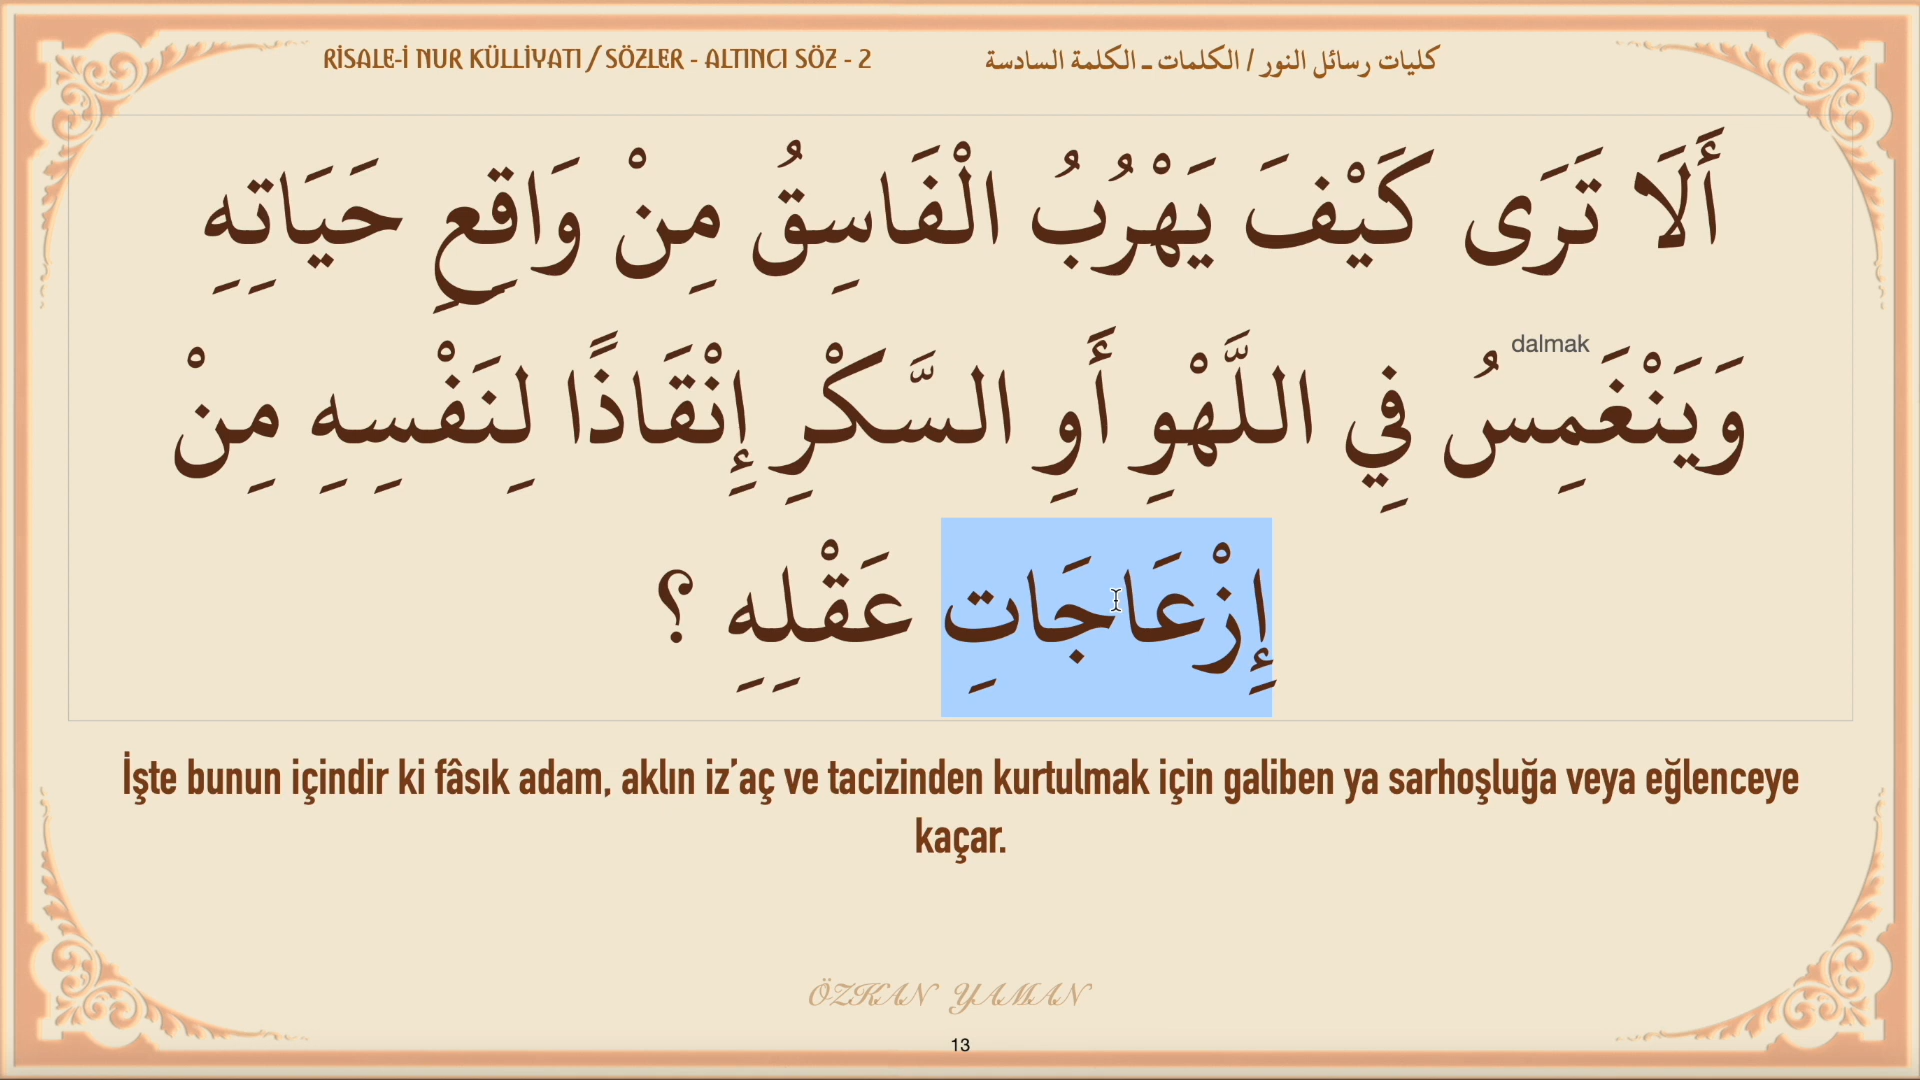 RİSALE-İ NUR KÜLLİYATI / SÖZLER - ALTINCI SÖZ - 2
كليات رسائل النور / الكلمات ـ الكلمة السادسة
أَلَا تَرَى كَيْفَ يَهْرُبُ الْفَاسِقُ مِنْ وَاقِعِ حَيَاتِهِ
dalmak
وَيَنْغَمِسُ فِي اللَّهْوِ أَوِ السَّكْرِ إِنْقَاذًا لِنَفْسِهِ مِنْ
إِزْعَاجَاتِ عَقْلِهِ ؟
İşte bunun içindir ki fâsık adam, aklın iz’aç ve tacizinden kurtulmak için galiben ya sarhoşluğa veya eğlenceye
kaçar.
ÖZKAN YAMAN
13